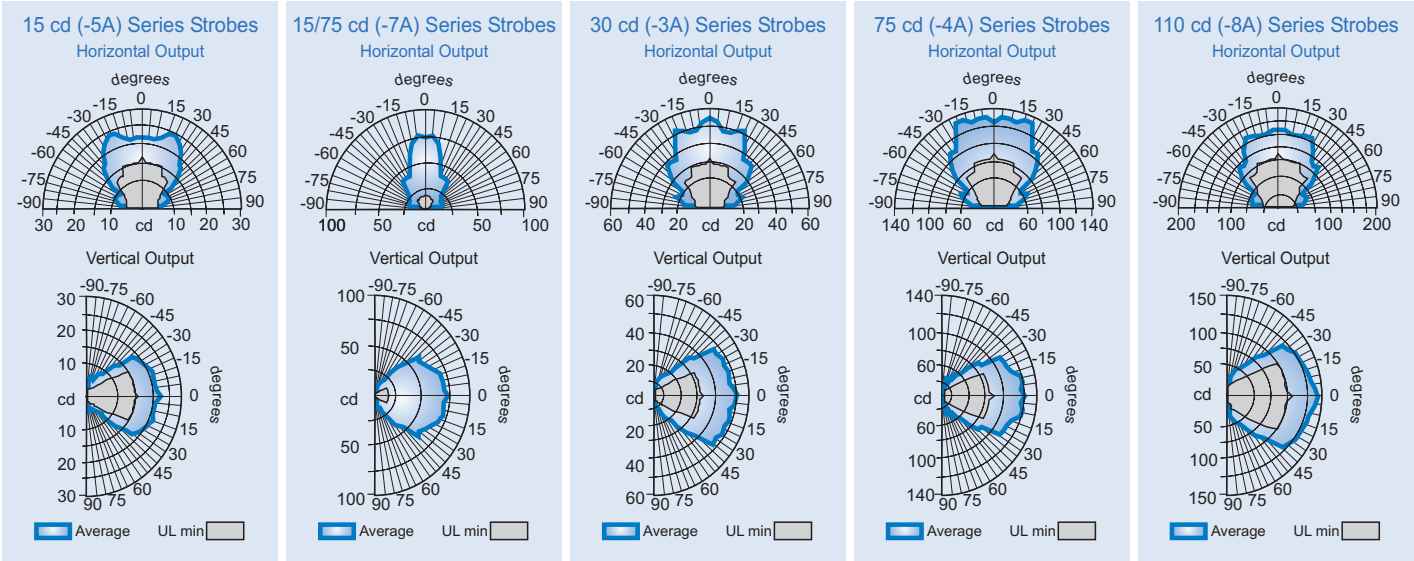 15 cd (-5A) Series Strobes
Horizontal Output
degrees
-90 -75 -60 -45 -30 -15 0 15 30 45 60 75 90
30 20 10 cd 10 20 30
Vertical Output
30 20 10 cd 10 20 30
-90 -75 -60 -45 -30 -15 0 15 30 45 60 75 90
degrees
Average UL min
15/75 cd (-7A) Series Strobes
Horizontal Output
degrees
-90 -75 -60 -45 -30 -15 0 15 30 45 60 75 90
100 50 cd 50 100
Vertical Output
100 50 cd 50 100
-90 -75 -60 -45 -30 -15 0 15 30 45 60 75 90
degrees
Average UL min
30 cd (-3A) Series Strobes
Horizontal Output
degrees
-90 -75 -60 -45 -30 -15 0 15 30 45 60 75 90
60 40 20 cd 20 40 60
Vertical Output
60 40 20 cd 20 40 60
-90 -75 -60 -45 -30 -15 0 15 30 45 60 75 90
degrees
Average UL min
75 cd (-4A) Series Strobes
Horizontal Output
degrees
-90 -75 -60 -45 -30 -15 0 15 30 45 60 75 90
140 100 60 cd 60 100 140
Vertical Output
140 100 60 cd 60 100 140
-90 -75 -60 -45 -30 -15 0 15 30 45 60 75 90
degrees
Average UL min
110 cd (-8A) Series Strobes
Horizontal Output
degrees
-90 -75 -60 -45 -30 -15 0 15 30 45 60 75 90
200 100 cd 100 200
Vertical Output
150 100 50 cd 50 100 150
-90 -75 -60 -45 -30 -15 0 15 30 45 60 75 90
degrees
Average UL min